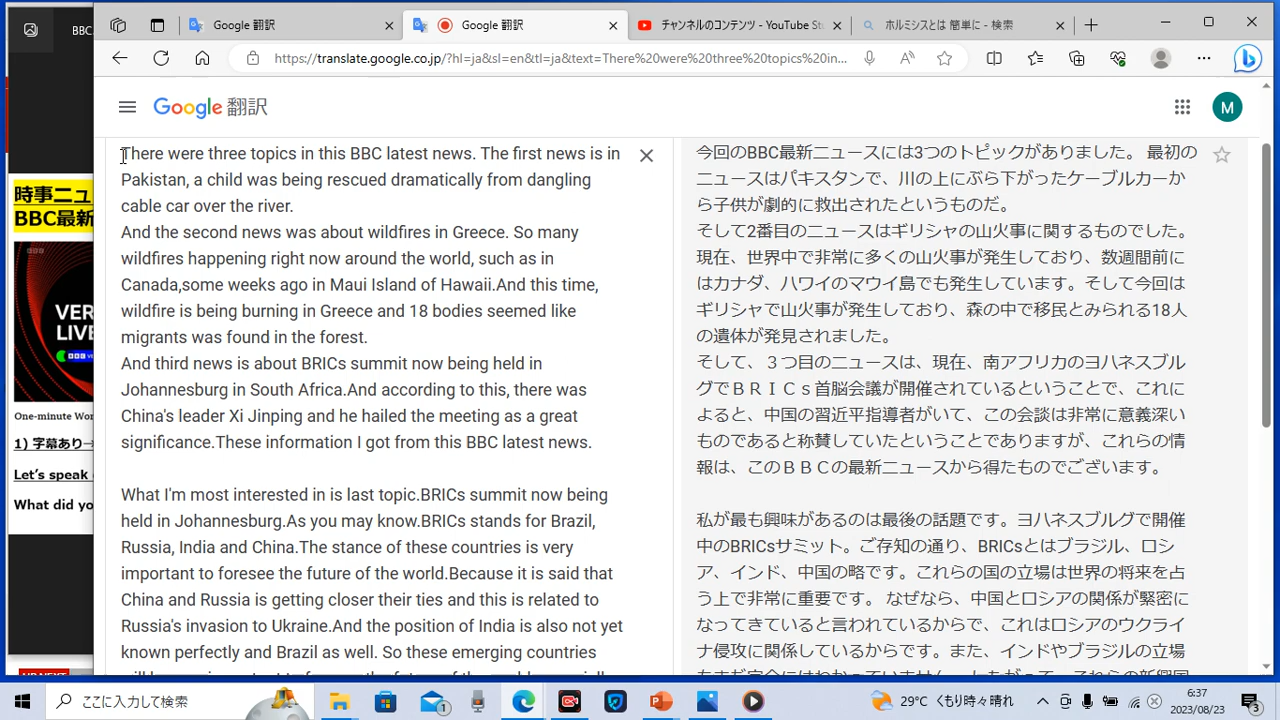 BBC
Google 翻訳
Google 翻訳
チャンネルのコンテンツ - YouTube St
ホルミシスとは 簡単に - 検索
https://translate.google.co.jp/?hl=ja&sl=en&tl=ja&text=There%20were%20three%20topics%20in...
Google 翻訳
M
There were three topics in this BBC latest news. The first news is in
Pakistan, a child was being rescued dramatically from dangling
cable car over the river.
And the second news was about wildfires in Greece. So many
wildfires happening right now around the world, such as in
Canada,some weeks ago in Maui Island of Hawaii.And this time,
wildfire is being burning in Greece and 18 bodies seemed like
migrants was found in the forest.
And third news is about BRICs summit now being held in
Johannesburg in South Africa.And according to this, there was
China's leader Xi Jinping and he hailed the meeting as a great
significance.These information I got from this BBC latest news.
What I'm most interested in is last topic.BRICs summit now being
held in Johannesburg.As you may know.BRICs stands for Brazil,
Russia, India and China.The stance of these countries is very
important to foresee the future of the world.Because it is said that
China and Russia is getting closer their ties and this is related to
Russia's invasion to Ukraine.And the position of India is also not yet
known perfectly and Brazil as well. So these emerging countries
今回のBBC最新ニュースには3つのトピックがありました。 最初の
ニュースはパキスタンで、川の上にぶら下がったケーブルカーか
ら子供が劇的に救出されたというものだ。
そして2番目のニュースはギリシャの山火事に関するものでした。
現在、世界中で非常に多くの山火事が発生しており、数週間前に
はカナダ、ハワイのマウイ島でも発生しています。そして今回は
ギリシャで山火事が発生しており、森の中で移民とみられる18人
の遺体が発見されました。
そして、３つ目のニュースは、現在、南アフリカのヨハネスブル
グでＢＲＩＣｓ首脳会議が開催されているということで、これに
よると、中国の習近平指導者がいて、この会談は非常に意義深い
ものであると称賛していたということでありますが、これらの情
報は、このＢＢＣの最新ニュースから得たものでございます。
私が最も興味があるのは最後の話題です。ヨハネスブルグで開催
中のBRICsサミット。ご存知の通り、BRICsとはブラジル、ロシ
ア、インド、中国の略です。これらの国の立場は世界の将来を占
う上で非常に重要です。 なぜなら、中国とロシアの関係が緊密に
なってきていると言われているからで、これはロシアのウクライ
ナ侵攻に関係しているからです。また、インドやブラジルの立場
時事ニュ
BBC最新
VER
LIVE
One-minute Wor
1) 字幕あり→
Let's speak
What did yo
UP NEXT
ここに入力して検索
1
29°C くもり時々晴れ
A
6:37
2023/08/23
3